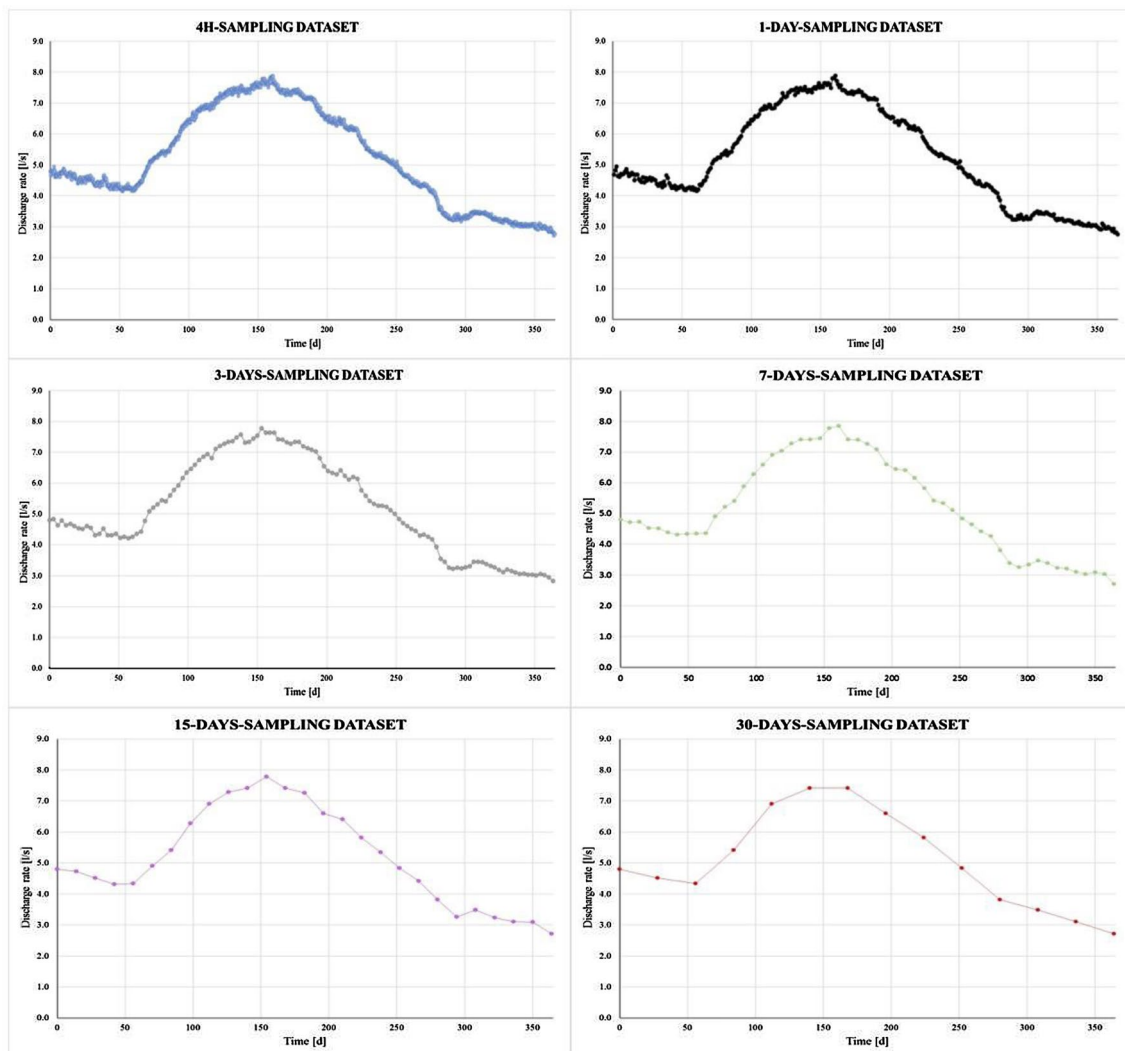 4H-SAMPLING DATASET
9.0
8.0
7.0
6.0
5.0
4.0
3.0
2.0
1.0
0.0
Discharge rate [l/s]
0 50 100 150 200 250 300 350
Time [d]
1-DAY-SAMPLING DATASET
9.0
8.0
7.0
6.0
5.0
4.0
3.0
2.0
1.0
0.0
Discharge rate [l/s]
0 50 100 150 200 250 300 350
Time [d]
3-DAYS-SAMPLING DATASET
9.0
8.0
7.0
6.0
5.0
4.0
3.0
2.0
1.0
0.0
Discharge rate [l/s]
0 50 100 150 200 250 300 350
Time [d]
7-DAYS-SAMPLING DATASET
9.0
8.0
7.0
6.0
5.0
4.0
3.0
2.0
1.0
0.0
Discharge rate [l/s]
0 50 100 150 200 250 300 350
Time [d]
15-DAYS-SAMPLING DATASET
9.0
8.0
7.0
6.0
5.0
4.0
3.0
2.0
1.0
0.0
Discharge rate [l/s]
0 50 100 150 200 250 300 350
Time [d]
30-DAYS-SAMPLING DATASET
9.0
8.0
7.0
6.0
5.0
4.0
3.0
2.0
1.0
0.0
Discharge rate [l/s]
0 50 100 150 200 250 300 350
Time [d]